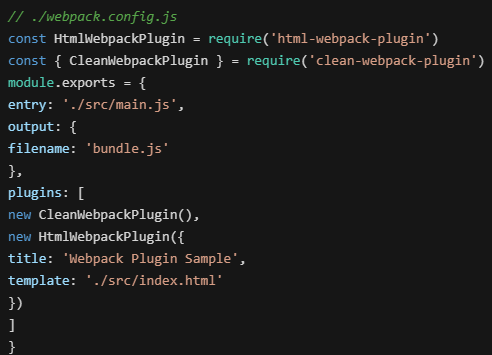 // ./webpack.config.js
const HtmlWebpackPlugin = require('html-webpack-plugin')
const { CleanWebpackPlugin } = require('clean-webpack-plugin')
module.exports = {
entry: './src/main.js',
output: {
filename: 'bundle.js'
},
plugins: [
new CleanWebpackPlugin(),
new HtmlWebpackPlugin({
title: 'Webpack Plugin Sample',
template: './src/index.html'
})
]
}